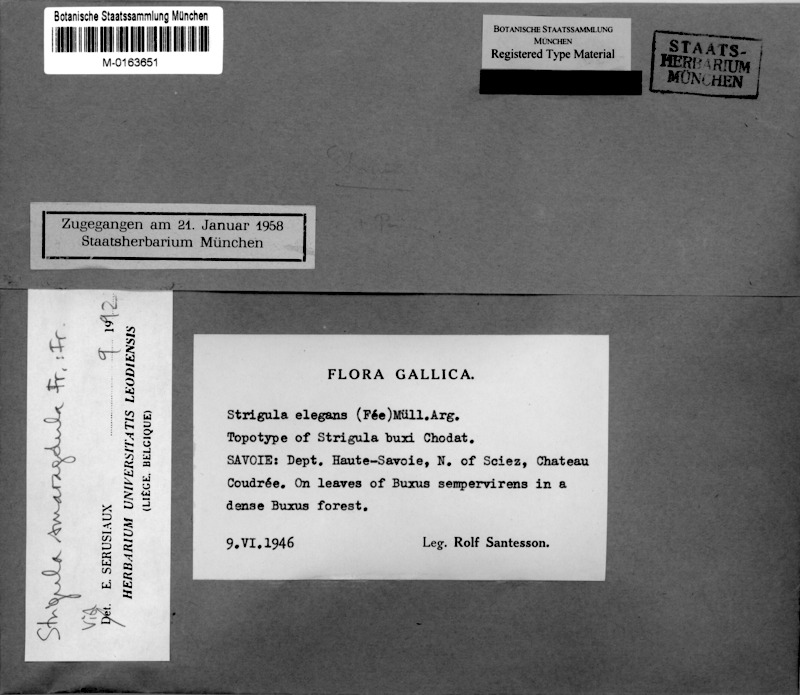 Botanische Staatssammlung München
M-0163651
BOTANISCHE STAATSSAMMLUNG
MÜNCHEN
Registered Type Material
STAATS-
HERBARIUM
MÜNCHEN
Zugegangen am 21. Januar 1958
Staatsherbarium München
Strigula smaragdula Fr. : Fr.
Det. E. SERUSIAUX 9 1992
HERBARIUM UNIVERSITATIS LEODIENSIS
(LIÈGE, BELGIQUE)
FLORA GALLICA.
Strigula elegans (Fée)Müll.Arg.
Topotype of Strigula buxi Chodat.
SAVOIE: Dept. Haute-Savoie, N. of Sciez, Chateau
Coudrée. On leaves of Buxus sempervirens in a
dense Buxus forest.
9.VI.1946 Leg. Rolf Santesson.